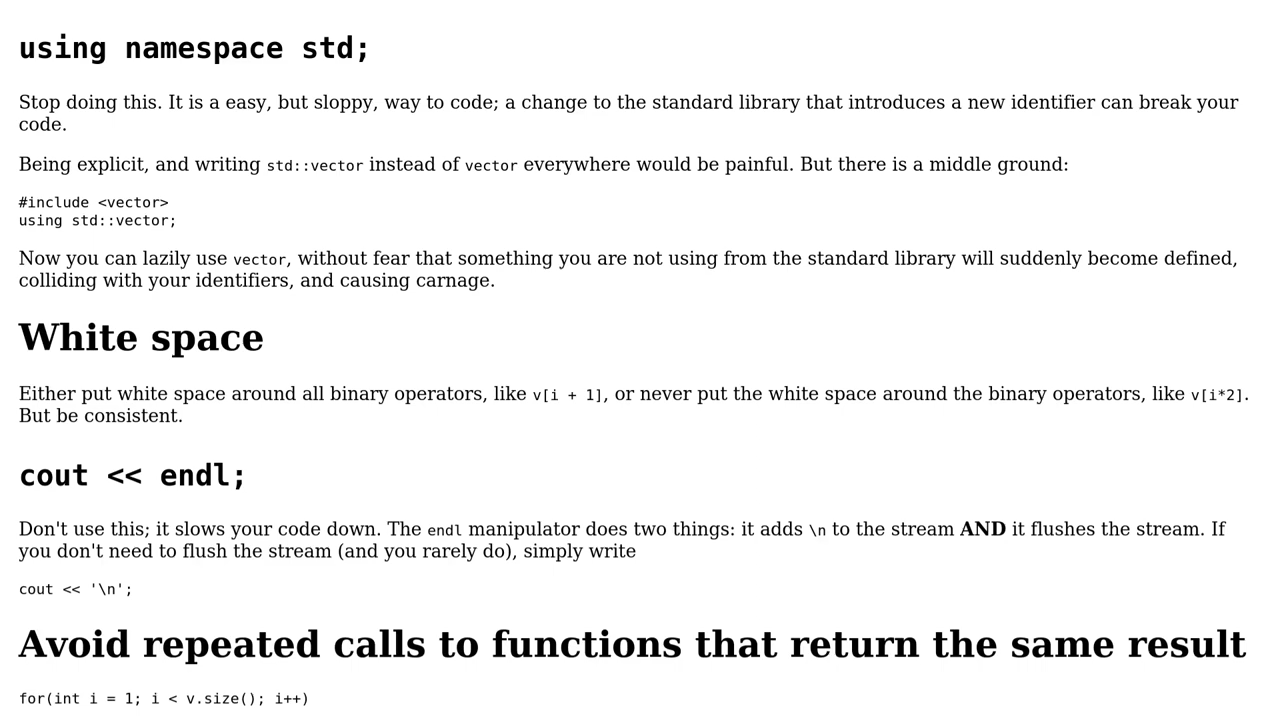 using namespace std;
Stop doing this. It is a easy, but sloppy, way to code; a change to the standard library that introduces a new identifier can break your
code.
Being explicit, and writing std::vector instead of vector everywhere would be painful. But there is a middle ground:
#include <vector>
using std::vector;
Now you can lazily use vector, without fear that something you are not using from the standard library will suddenly become defined,
colliding with your identifiers, and causing carnage.
White space
Either put white space around all binary operators, like v[i + 1], or never put the white space around the binary operators, like v[i*2].
But be consistent.
cout << endl;
Don't use this; it slows your code down. The endl manipulator does two things: it adds \n to the stream AND it flushes the stream. If
you don't need to flush the stream (and you rarely do), simply write
cout << '\n';
Avoid repeated calls to functions that return the same result
for(int i = 1; i < v.size(); i++)